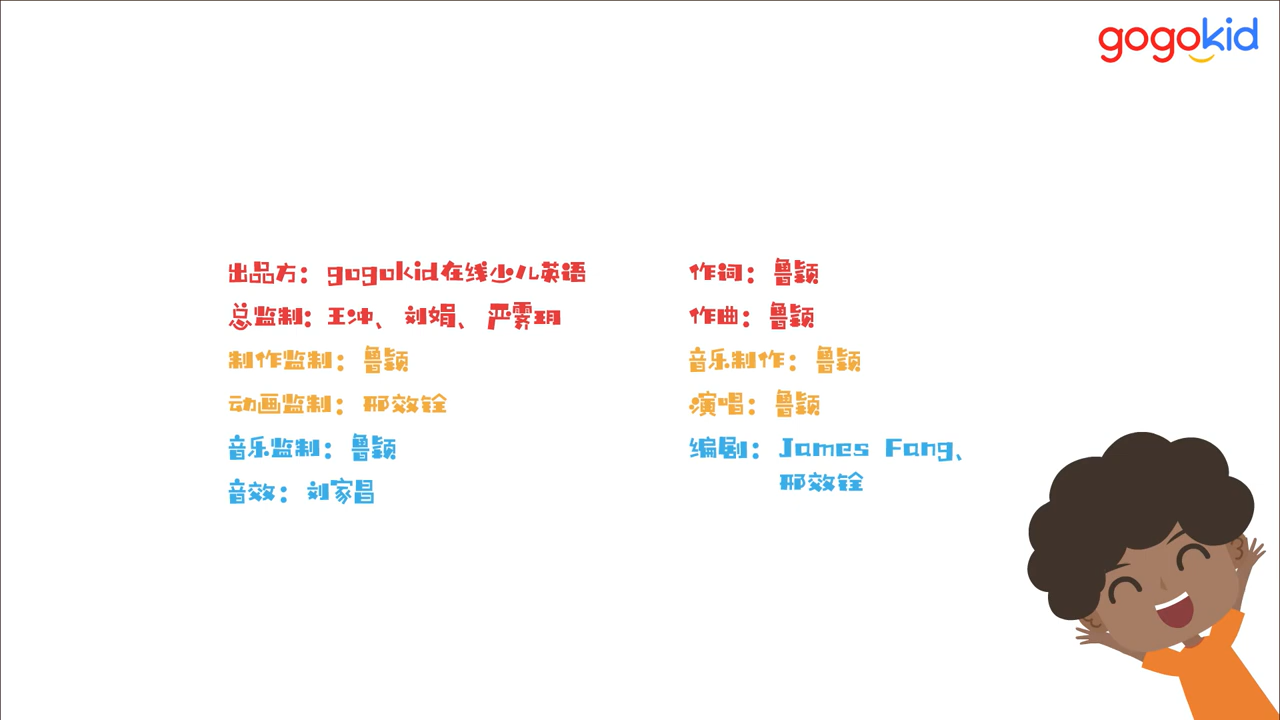 gogokid
出品方：gogokid在线少儿英语
总监制：王冲、刘娟、严霁玥
制作监制：鲁颖
动画监制：邢效铨
音乐监制：鲁颖
音效：刘家昌
作词：鲁颖
作曲：鲁颖
音乐制作：鲁颖
演唱：鲁颖
编剧：James Fang、
邢效铨